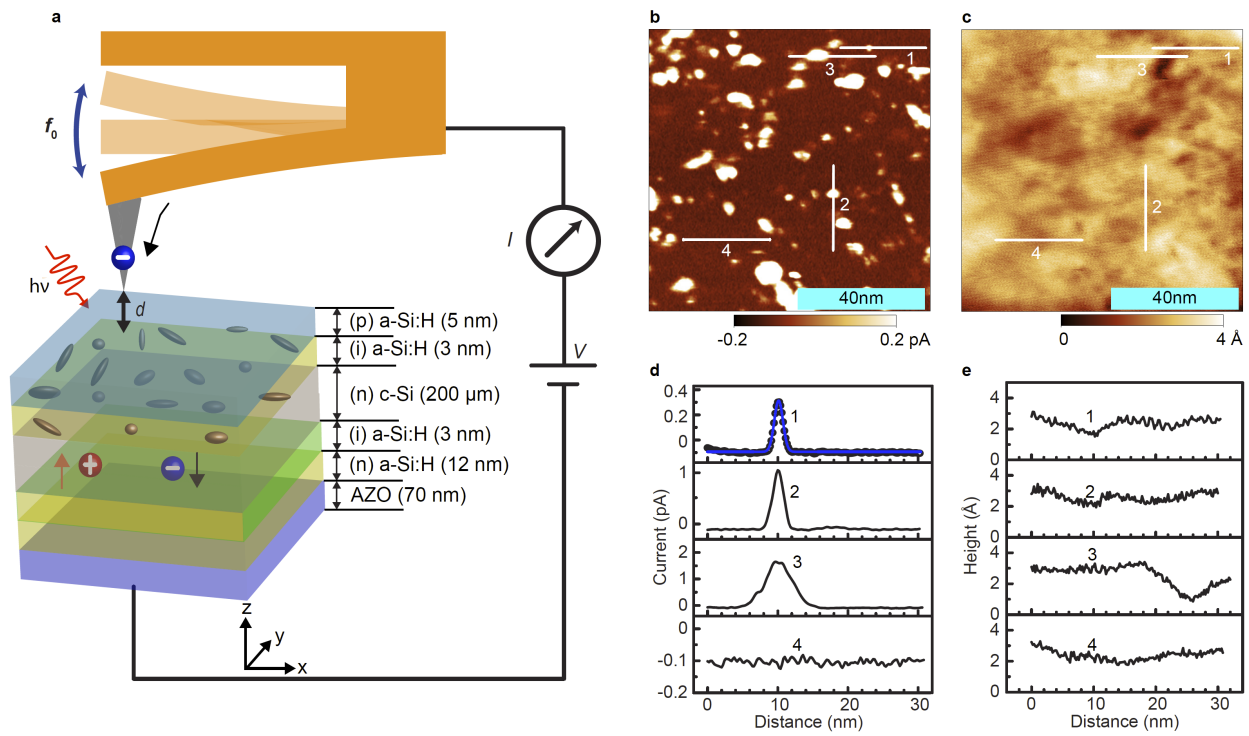 a
f0
hν
d
I
V
(p) a-Si:H (5 nm)
(i) a-Si:H (3 nm)
(n) c-Si (200 μm)
(i) a-Si:H (3 nm)
(n) a-Si:H (12 nm)
AZO (70 nm)
z
y
x
b
1
3
2
4
40nm
-0.2
0.2 pA
c
1
3
2
4
40nm
0
4 Å
d
0.4
0.2
0
1
1
0
2
2
1
0
3
0
-0.1
-0.2
4
Current (pA)
0
10
20
30
Distance (nm)
e
4
2
0
1
4
2
0
2
4
2
0
3
4
2
0
4
Height (Å)
0
10
20
30
Distance (nm)